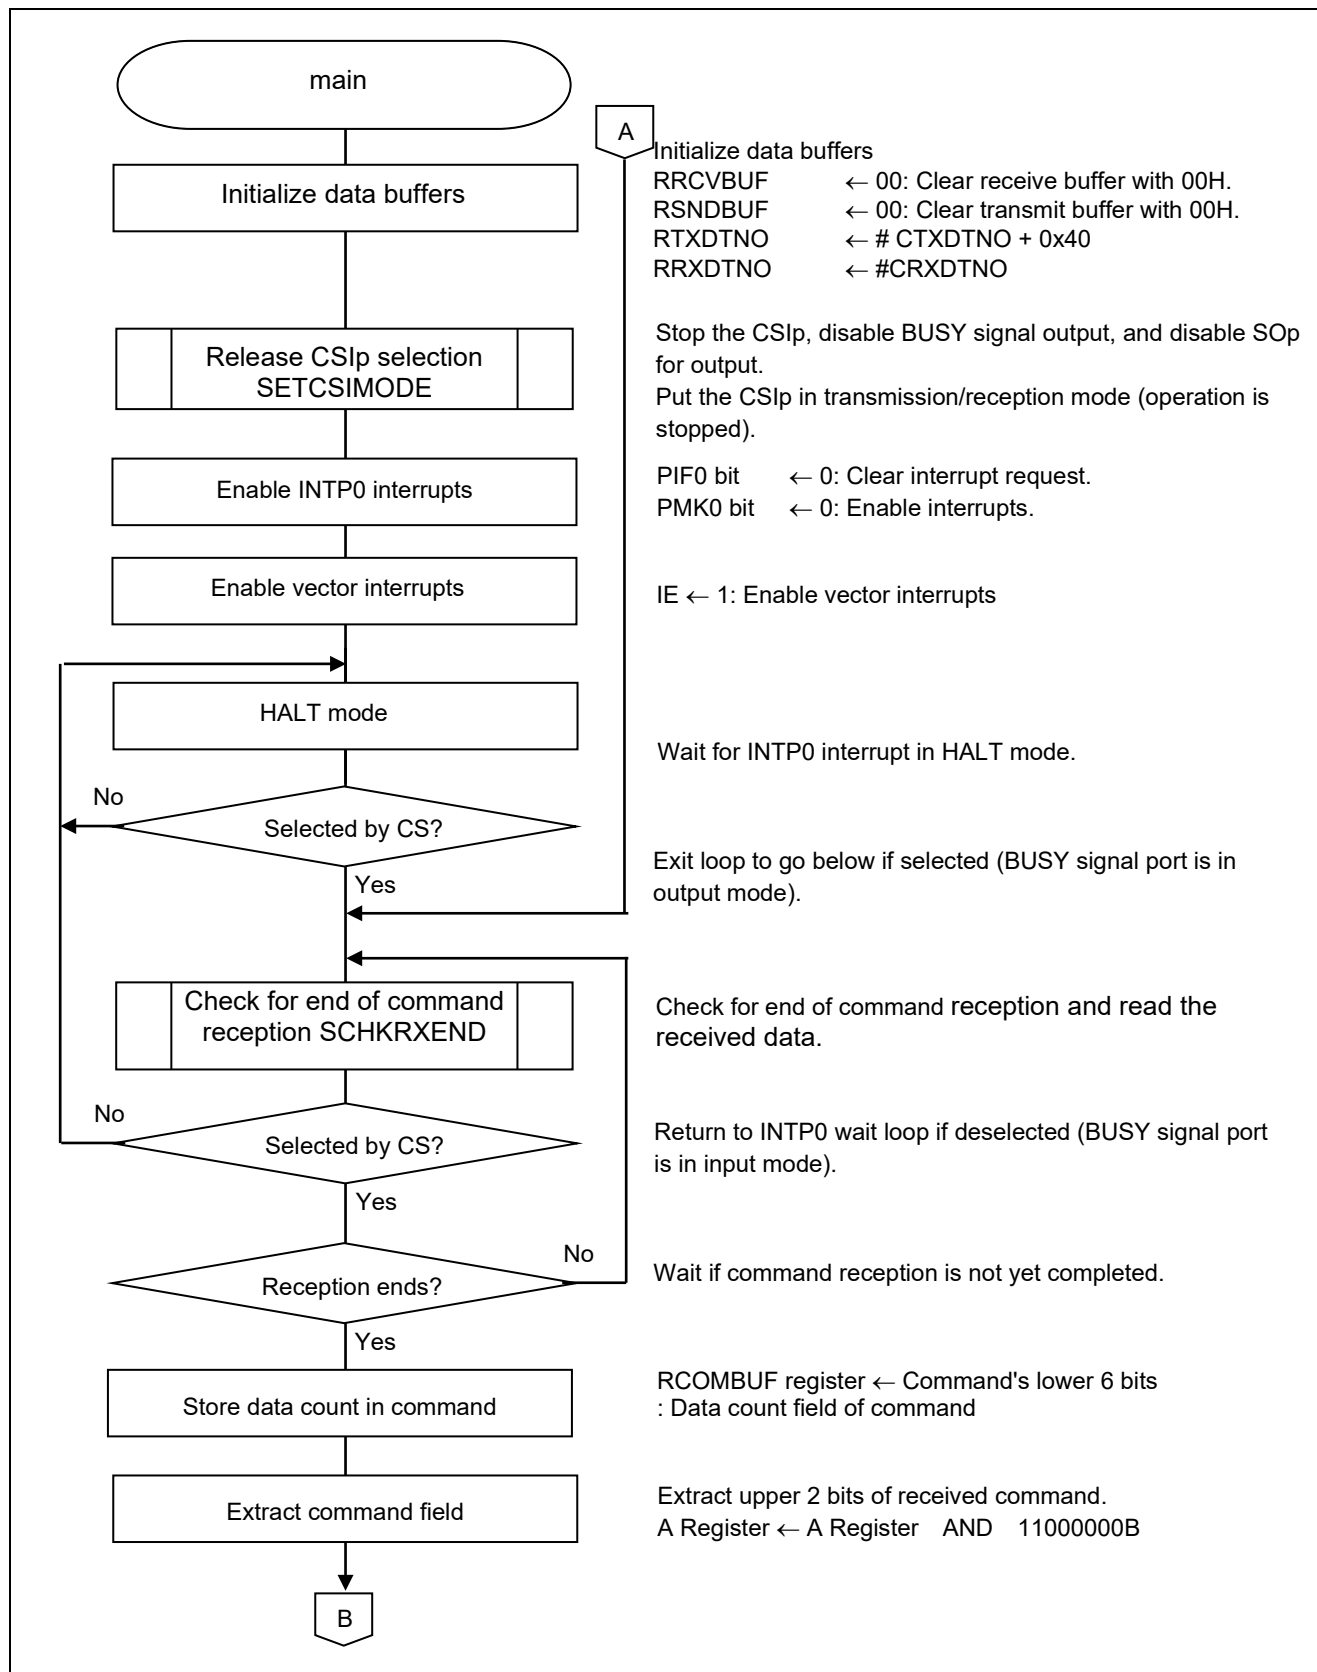 main
A
Initialize data buffers
Initialize data buffers
RRCVBUF ← 00: Clear receive buffer with 00H.
RSNDBUF ← 00: Clear transmit buffer with 00H.
RTXDTNO ← # CTXDTNO + 0x40
RRXDTNO ← #CRXDTNO
Release CSIp selection
SETCSIMODE
Stop the CSIp, disable BUSY signal output, and disable SOp
for output.
Put the CSIp in transmission/reception mode (operation is
stopped).
Enable INTP0 interrupts
PIF0 bit ← 0: Clear interrupt request.
PMK0 bit ← 0: Enable interrupts.
Enable vector interrupts
IE ← 1: Enable vector interrupts
HALT mode
Wait for INTP0 interrupt in HALT mode.
No
Selected by CS?
Yes
Exit loop to go below if selected (BUSY signal port is in
output mode).
Check for end of command
reception SCHKRXEND
Check for end of command reception and read the
received data.
No
Selected by CS?
Yes
Return to INTP0 wait loop if deselected (BUSY signal port
is in input mode).
No
Reception ends?
Yes
Wait if command reception is not yet completed.
Store data count in command
RCOMBUF register ← Command's lower 6 bits
: Data count field of command
Extract command field
Extract upper 2 bits of received command.
A Register ← A Register AND 11000000B
B